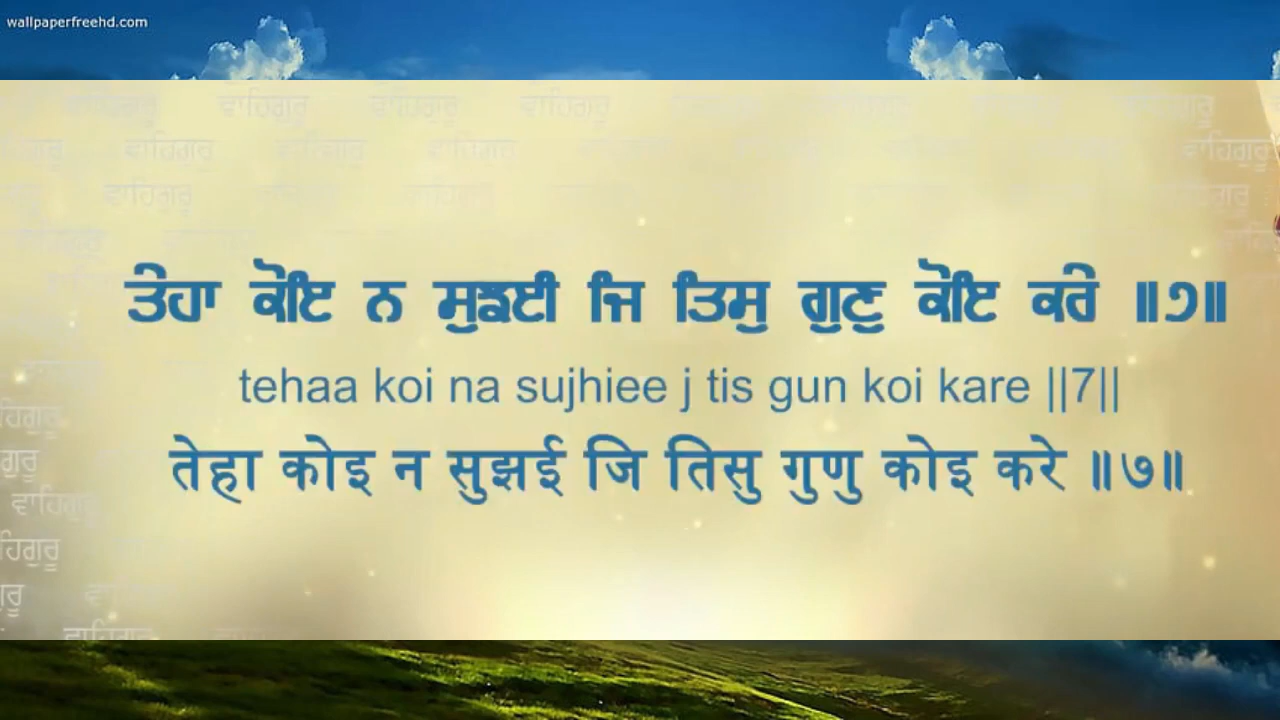 wallpaperfreehd.com
ਵਾਹਿਗੁਰੂ ਵਾਹਿਗੁਰੂ ਵਾਹਿਗੁਰੂ ਵਾਹਿਗੁਰੂ ਵਾਹਿਗੁਰੂ
ਵਾਹਿਗੁਰੂ ਵਾਹਿਗੁਰੂ ਵਾਹਿਗੁਰੂ ਵਾਹਿਗੁਰੂ
ਵਾਹਿਗੁਰੂ
ਤੇਹਾ ਕੋਇ ਨ ਸੁਝਈ ਜਿ ਤਿਸੁ ਗੁਣੁ ਕੋਇ ਕਰੇ ॥੭॥
tehaa koi na sujhiee j tis gun koi kare ||7||
तेहा कोइ न सुझई जि तिसु गुणु कोइ करे ॥७॥
ਵਾਹਿਗੁਰੂ
ਵਾਹਿਗੁਰੂ